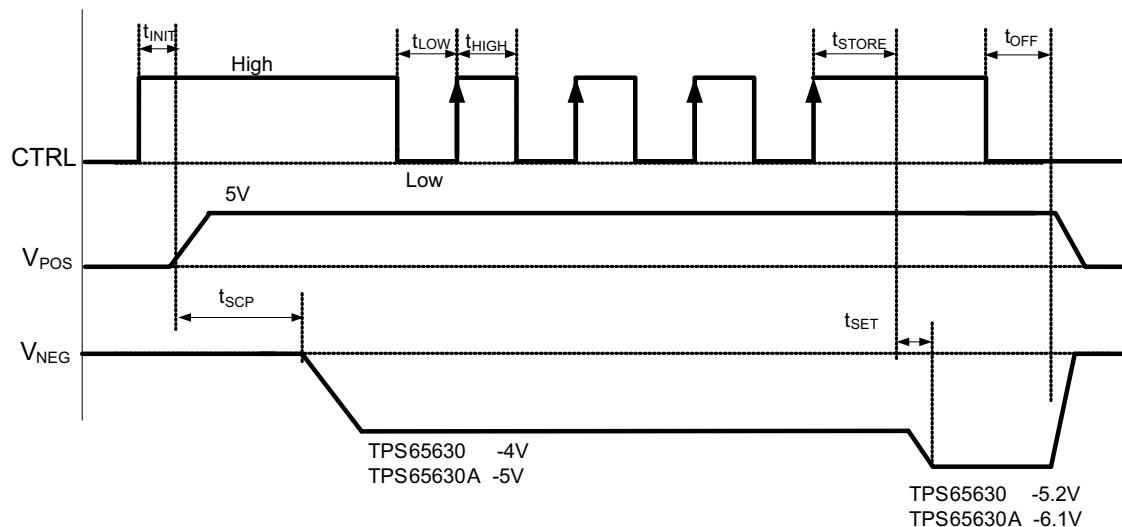 tINIT
tLOW
tHIGH
tSTORE
tOFF
High
CTRL
Low
5V
VPOS
tSCP
tSET
VNEG
TPS65630 -4V
TPS65630A -5V
TPS65630 -5.2V
TPS65630A -6.1V